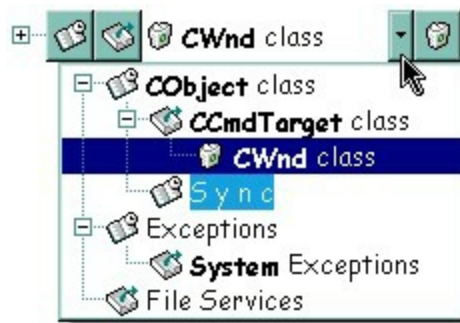 CWnd class
CObject class
CCmdTarget class
CWnd class
Sync
Exceptions
System Exceptions
File Services